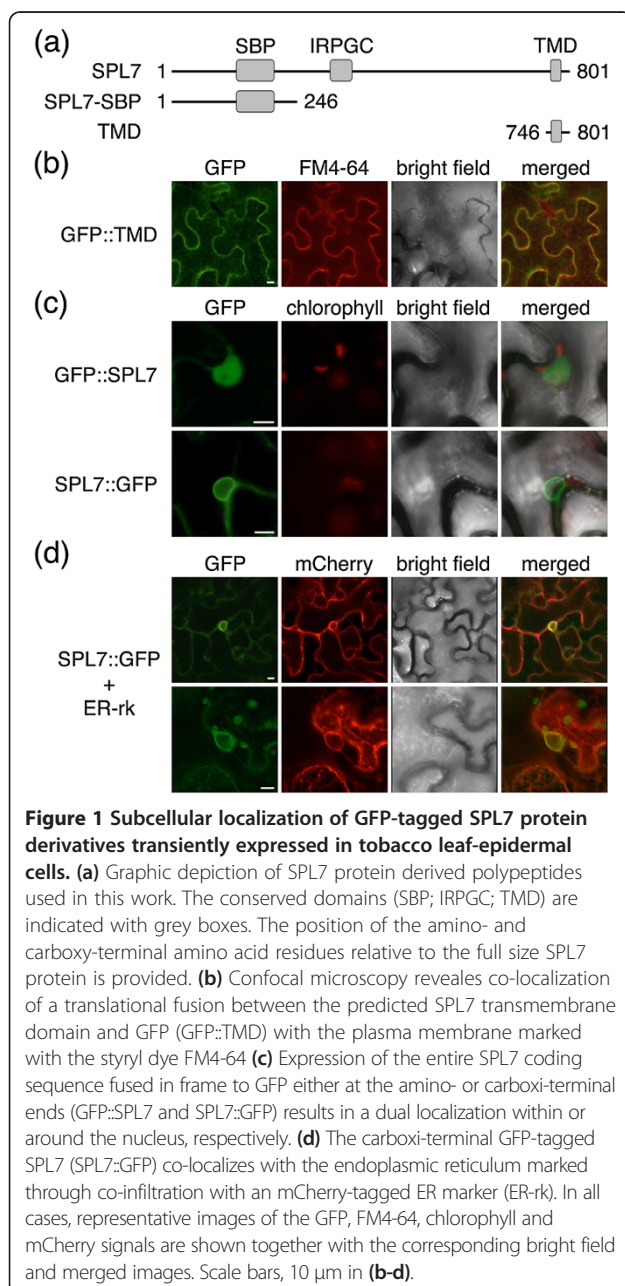 (a)
SBP IRPGC TMD
SPL7 1 801
SPL7-SBP 1 246
TMD 746 801
(b)
GFP FM4-64 bright field merged
GFP::TMD
(c)
GFP chlorophyll bright field merged
GFP::SPL7
SPL7::GFP
(d)
GFP mCherry bright field merged
SPL7::GFP
+
ER-rk
Figure 1 Subcellular localization of GFP-tagged SPL7 protein
derivatives transiently expressed in tobacco leaf-epidermal
cells. (a) Graphic depiction of SPL7 protein derived polypeptides
used in this work. The conserved domains (SBP; IRPGC; TMD) are
indicated with grey boxes. The position of the amino- and
carboxy-terminal amino acid residues relative to the full size SPL7
protein is provided. (b) Confocal microscopy reveales co-localization
of a translational fusion between the predicted SPL7 transmembrane
domain and GFP (GFP::TMD) with the plasma membrane marked
with the styryl dye FM4-64 (c) Expression of the entire SPL7 coding
sequence fused in frame to GFP either at the amino- or carboxi-terminal
ends (GFP::SPL7 and SPL7::GFP) results in a dual localization within or
around the nucleus, respectively. (d) The carboxi-terminal GFP-tagged
SPL7 (SPL7::GFP) co-localizes with the endoplasmic reticulum marked
through co-infiltration with an mCherry-tagged ER marker (ER-rk). In all
cases, representative images of the GFP, FM4-64, chlorophyll and
mCherry signals are shown together with the corresponding bright field
and merged images. Scale bars, 10 μm in (b-d).